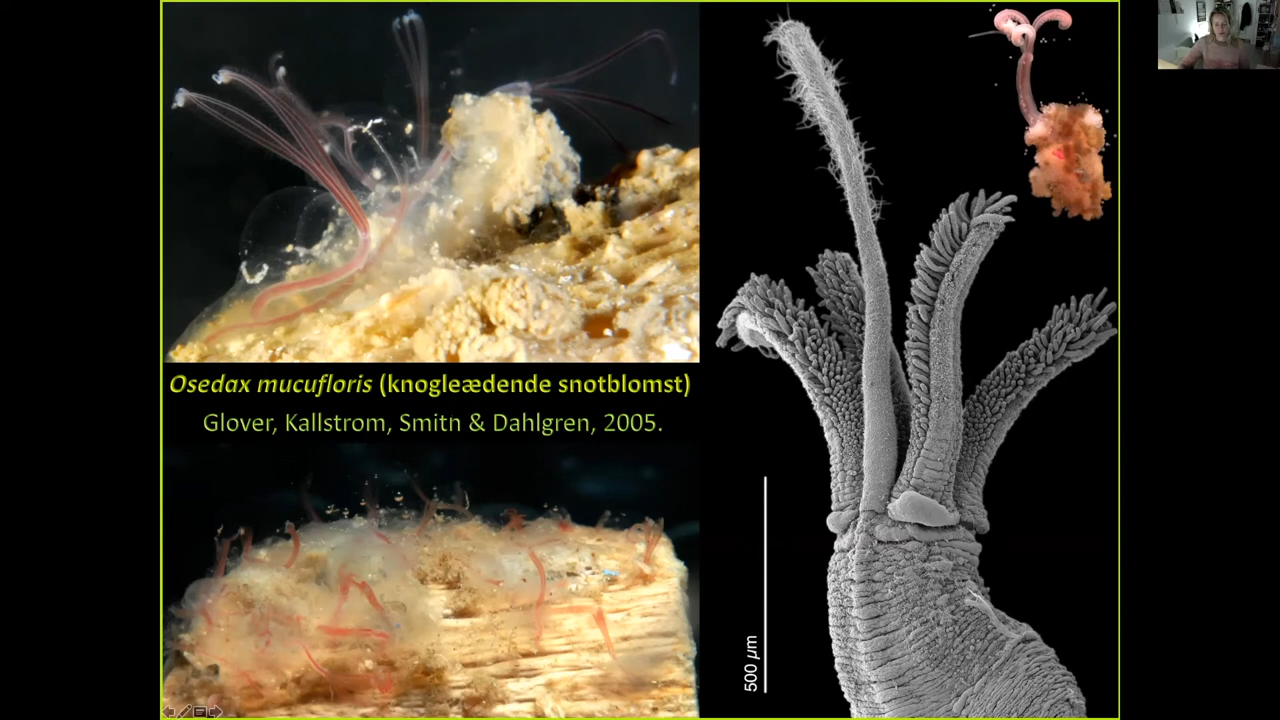 Osedax mucufloris (knogleædende snotblomst)
Glover, Kallstrom, Smitn & Dahlgren, 2005.
500 µm